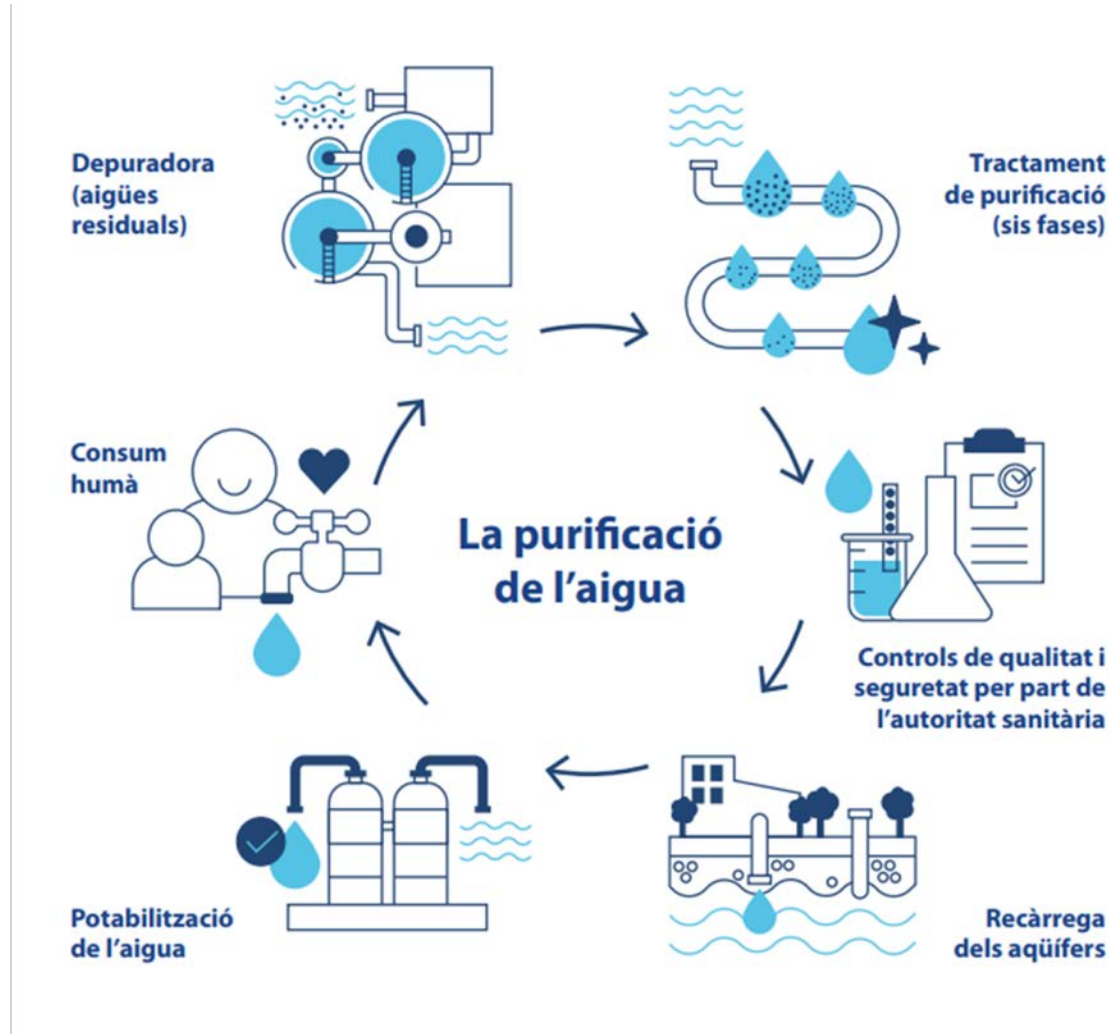 Depuradora
(aigües
residuals)
Tractament
de purificació
(sis fases)
Consum
humà
La purificació
de l’aigua
Controls de qualitat i
seguretat per part de
l’autoritat sanitària
Potabilització
de l’aigua
Recàrrega
dels aqüífers